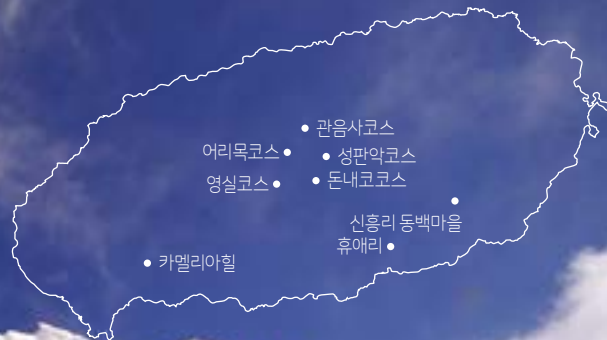 관음사코스
어리목코스
성판악코스
영실코스
돈내코코스
신흥리 동백마을
휴애리
카멜리아힐